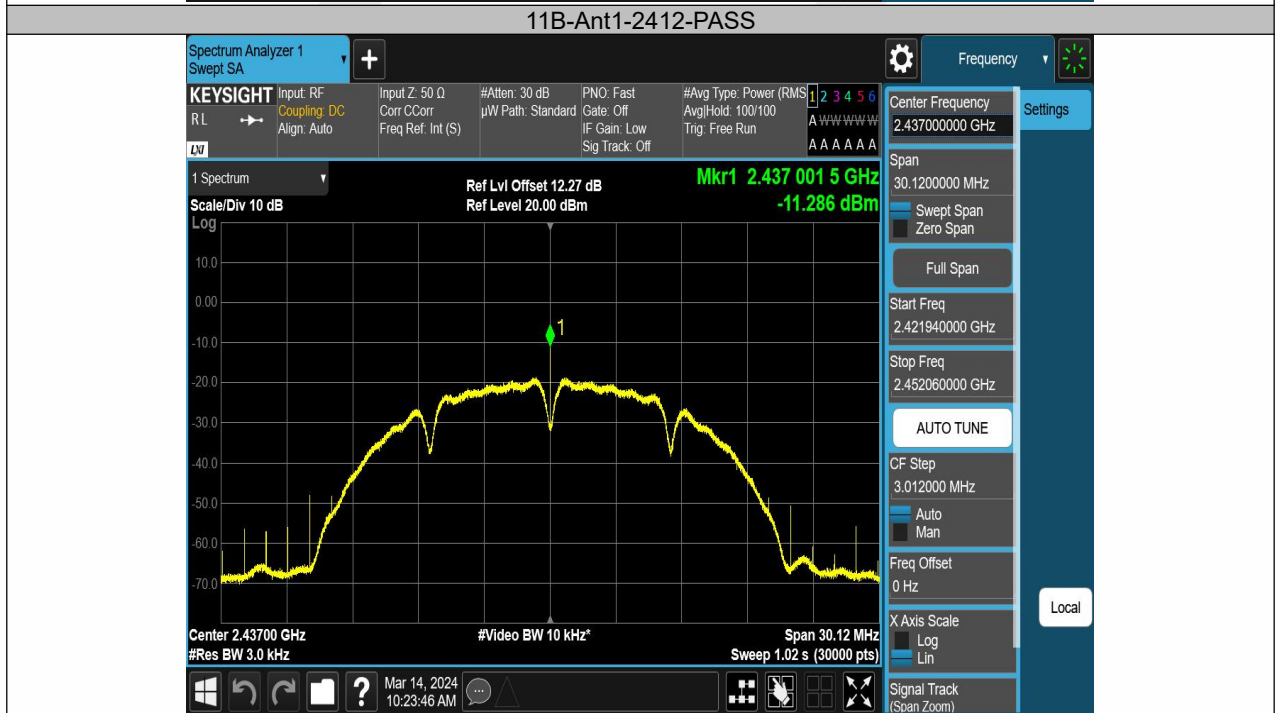 11B-Ant1-2412-PASS
Spectrum Analyzer 1
Swept SA
+
Frequency
KEYSIGHT
RL
LXI
Input: RF
Coupling: DC
Align: Auto
Input Z: 50 Ω
Corr CCorr
Freq Ref: Int (S)
#Atten: 30 dB
µW Path: Standard
PNO: Fast
Gate: Off
IF Gain: Low
Sig Track: Off
#Avg Type: Power (RMS
Avg|Hold: 100/100
Trig: Free Run
1 2 3 4 5 6
A W W W W W
A A A A A A
1 Spectrum
Scale/Div 10 dB
Log
Ref Lvl Offset 12.27 dB
Ref Level 20.00 dBm
Mkr1 2.437 001 5 GHz
-11.286 dBm
10.0
0.00
-10.0
-20.0
-30.0
-40.0
-50.0
-60.0
-70.0
1
Center 2.43700 GHz
#Res BW 3.0 kHz
#Video BW 10 kHz*
Span 30.12 MHz
Sweep 1.02 s (30000 pts)
Mar 14, 2024
10:23:46 AM
?
Center Frequency
2.437000000 GHz
Span
30.1200000 MHz
Swept Span
Zero Span
Full Span
Start Freq
2.421940000 GHz
Stop Freq
2.452060000 GHz
AUTO TUNE
CF Step
3.012000 MHz
Auto
Man
Freq Offset
0 Hz
X Axis Scale
Log
Lin
Signal Track
(Span Zoom)
Settings
Local